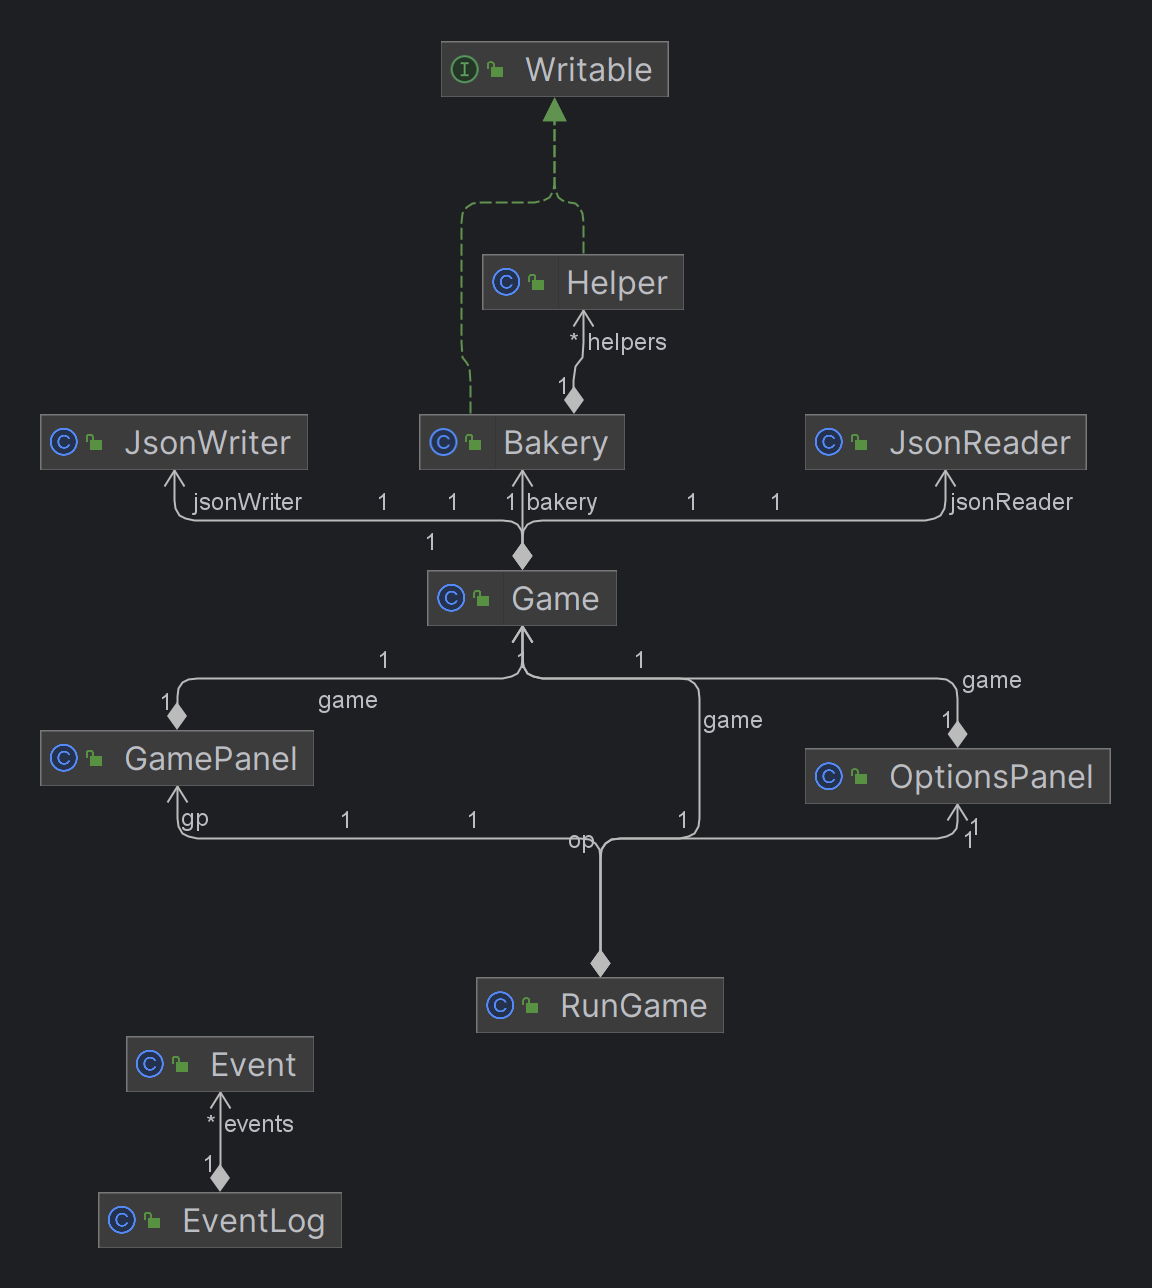 I Writable
C Helper
* helpers
1
C JsonWriter
C Bakery
C JsonReader
jsonWriter 1 1 1 bakery 1 1 jsonReader
1
C Game
1 1 1
game
game
1
game
1
C GamePanel
C OptionsPanel
gp 1 1 1 1
op 1
C RunGame
C Event
* events
1
C EventLog